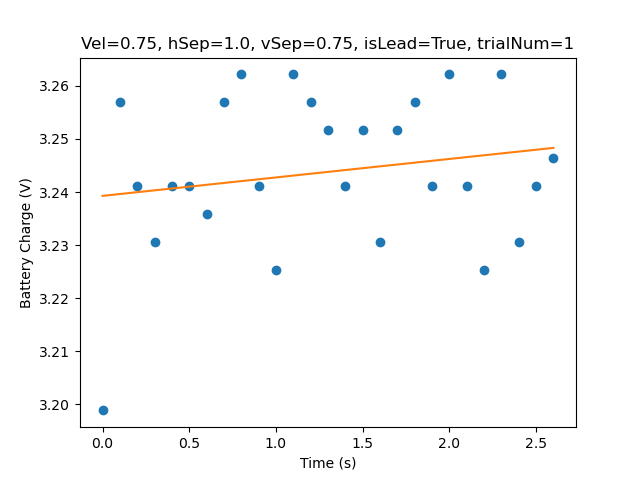 Vel=0.75, hSep=1.0, vSep=0.75, isLead=True, trialNum=1
3.26
3.25
3.24
3.23
3.22
3.21
3.20
Battery Charge (V)
0.0 0.5 1.0 1.5 2.0 2.5
Time (s)